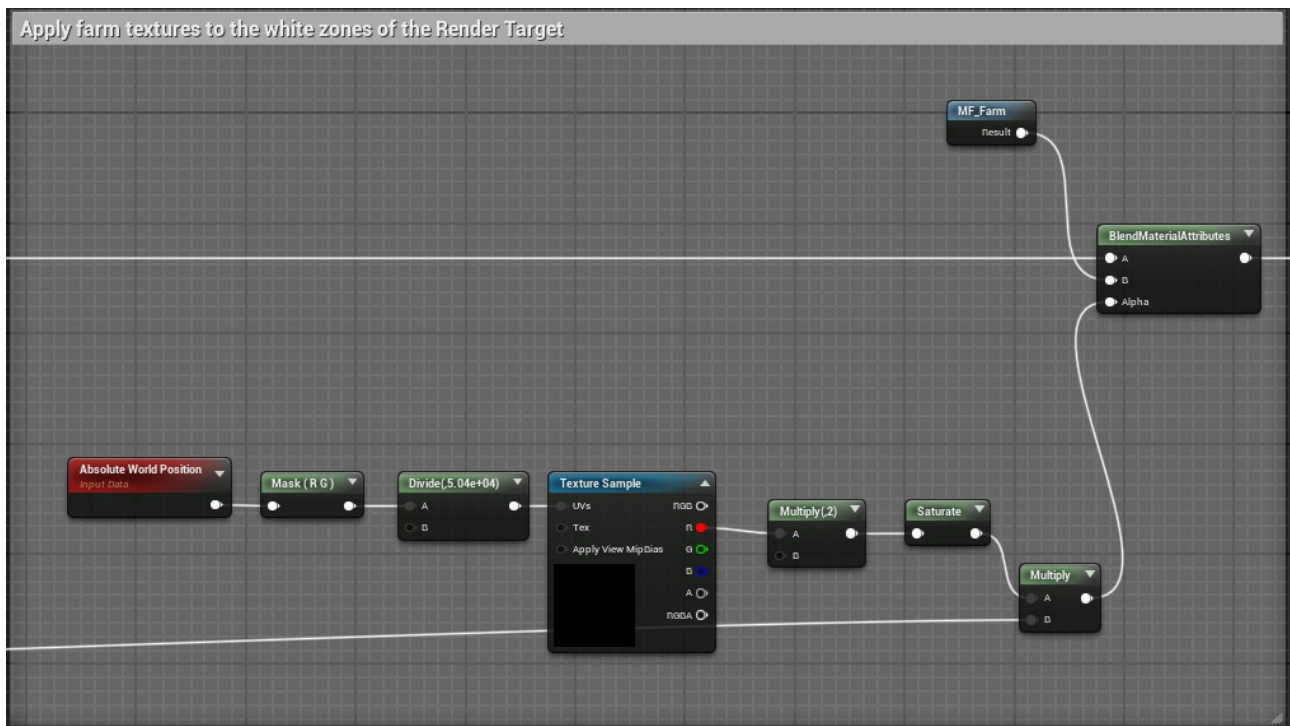 Apply farm textures to the white zones of the Render Target
MF_Farm
Result
BlendMaterialAttributes
A
B
Alpha
Absolute World Position
Input Data
Mask ( R G )
Divide(,5.04e+04)
A
B
Texture Sample
UVs
RGB
Tex
R
Apply View MipBias
G
B
A
RGBA
Multiply(,2)
A
B
Saturate
Multiply
A
B